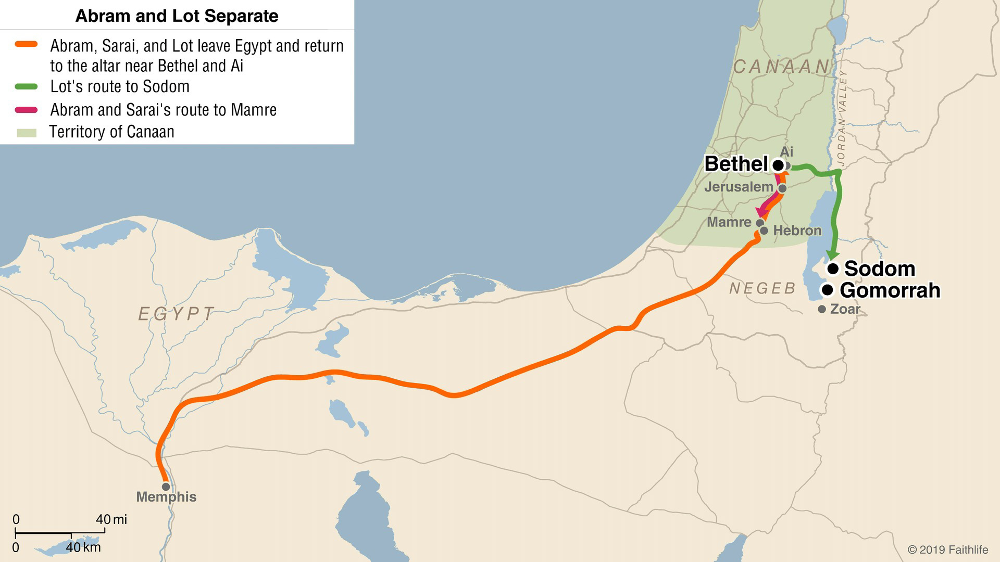 Abram and Lot Separate
Abram, Sarai, and Lot leave Egypt and return
to the altar near Bethel and Ai
Lot's route to Sodom
Abram and Sarai's route to Mamre
Territory of Canaan
CANAAN
JORDAN VALLEY
Ai
Bethel
Jerusalem
Mamre
Hebron
Sodom
Gomorrah
NEGEB
Zoar
EGYPT
Memphis
0 40 mi
0 40 km
© 2019 Faithlife